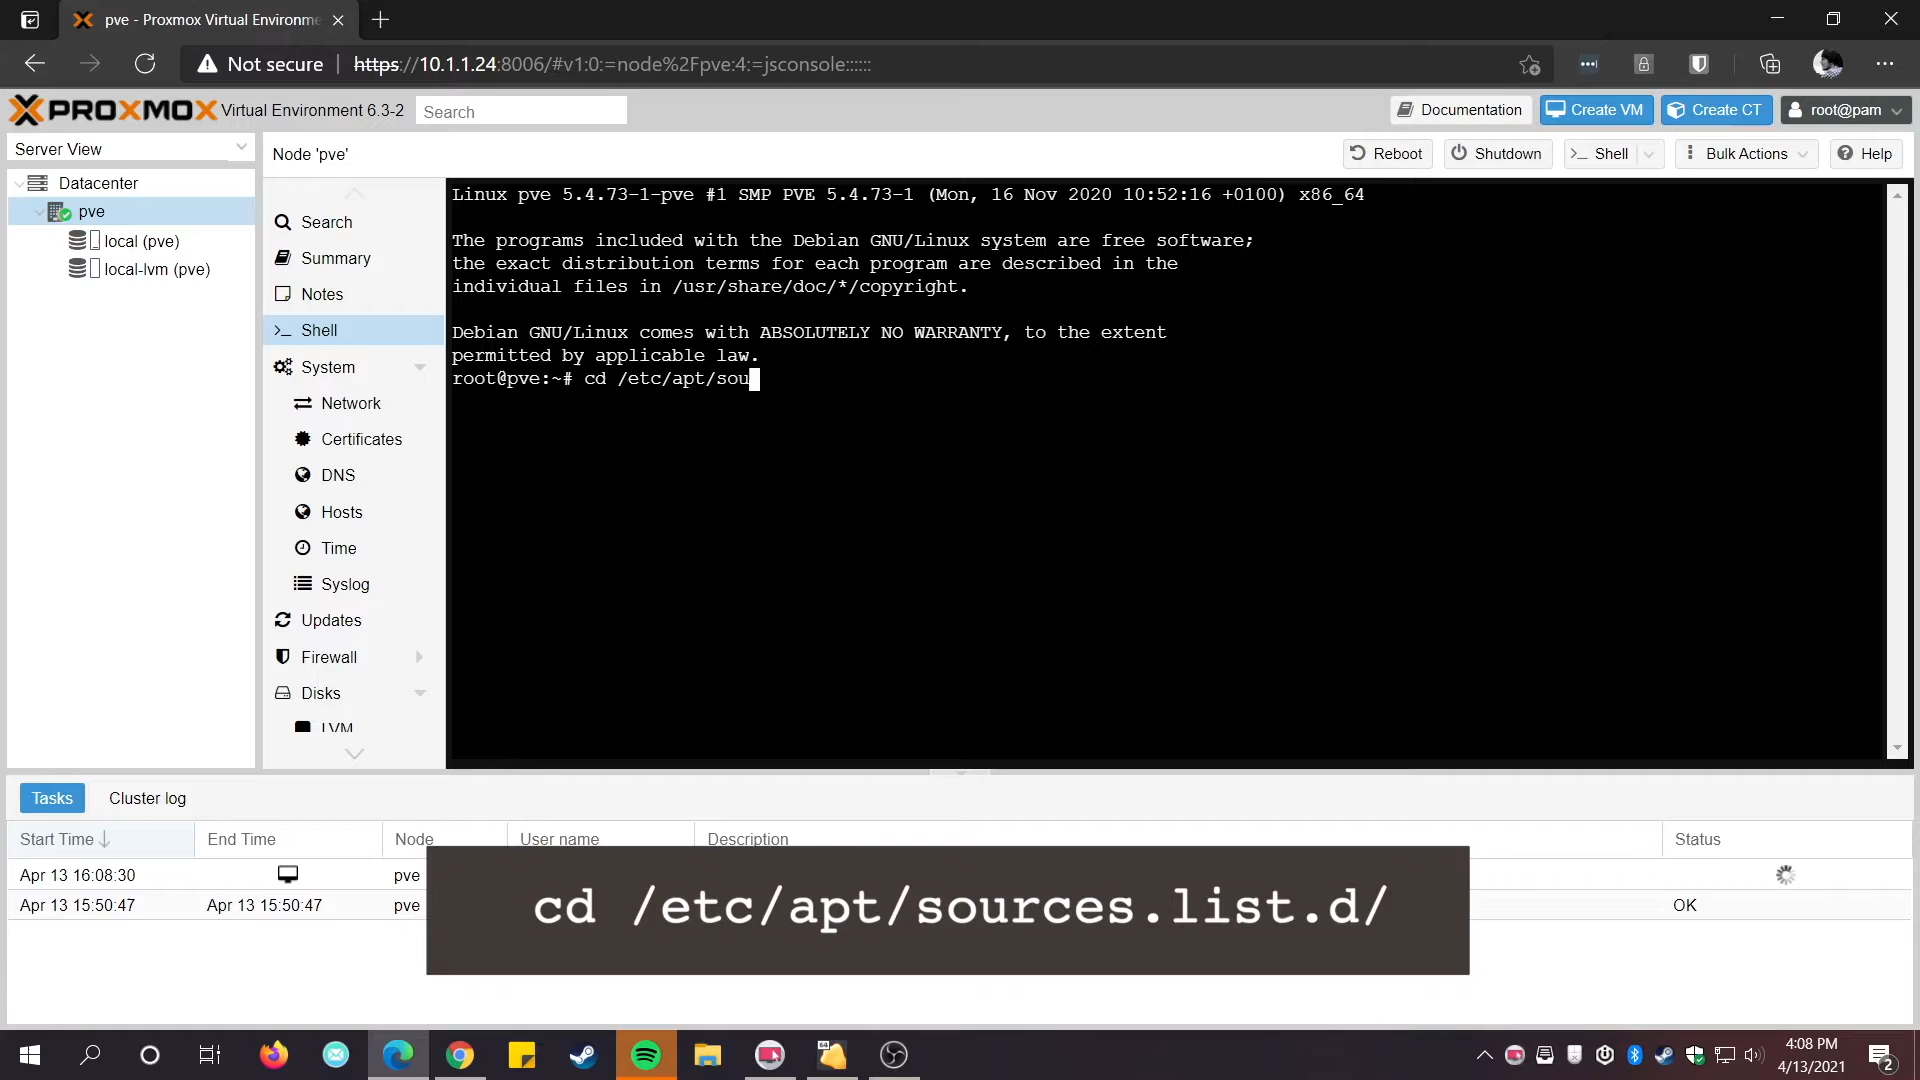 pve - Proxmox Virtual Environme
Not secure
https://10.1.1.24:8006/#v1:0:=node%2Fpve:4:=jsconsole::::::
PROXMOX Virtual Environment 6.3-2
Search
Documentation
Create VM
Create CT
root@pam
Server View
Node 'pve'
Reboot
Shutdown
>_ Shell
Bulk Actions
Help
Datacenter
pve
local (pve)
local-lvm (pve)
Search
Summary
Notes
>_ Shell
System
Network
Certificates
DNS
Hosts
Time
Syslog
Updates
Firewall
Disks
LVM
Linux pve 5.4.73-1-pve #1 SMP PVE 5.4.73-1 (Mon, 16 Nov 2020 10:52:16 +0100) x86_64
The programs included with the Debian GNU/Linux system are free software;
the exact distribution terms for each program are described in the
individual files in /usr/share/doc/*/copyright.
Debian GNU/Linux comes with ABSOLUTELY NO WARRANTY, to the extent
permitted by applicable law.
root@pve:~# cd /etc/apt/sou
Tasks
Cluster log
Start Time
End Time
Node
User name
Description
Status
Apr 13 16:08:30
pve
Apr 13 15:50:47
Apr 13 15:50:47
pve
OK
cd /etc/apt/sources.list.d/
64
4:08 PM
4/13/2021
2